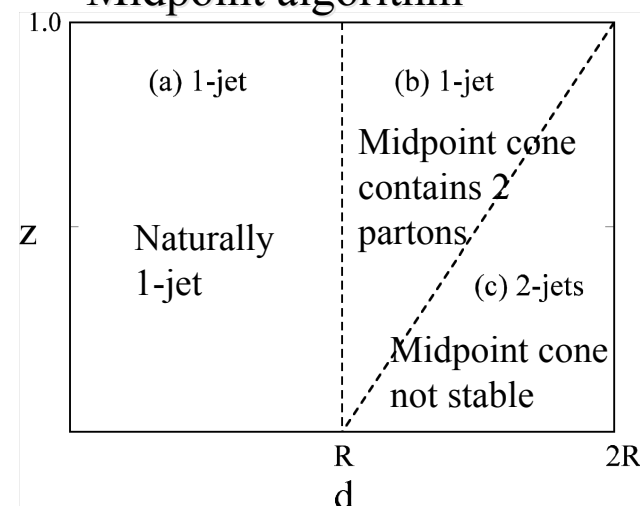 Midpoint algorithm
1.0
(a) 1-jet
(b) 1-jet
Midpoint cone
contains 2
partons
z
Naturally
1-jet
(c) 2-jets
Midpoint cone
not stable
R
2R
d